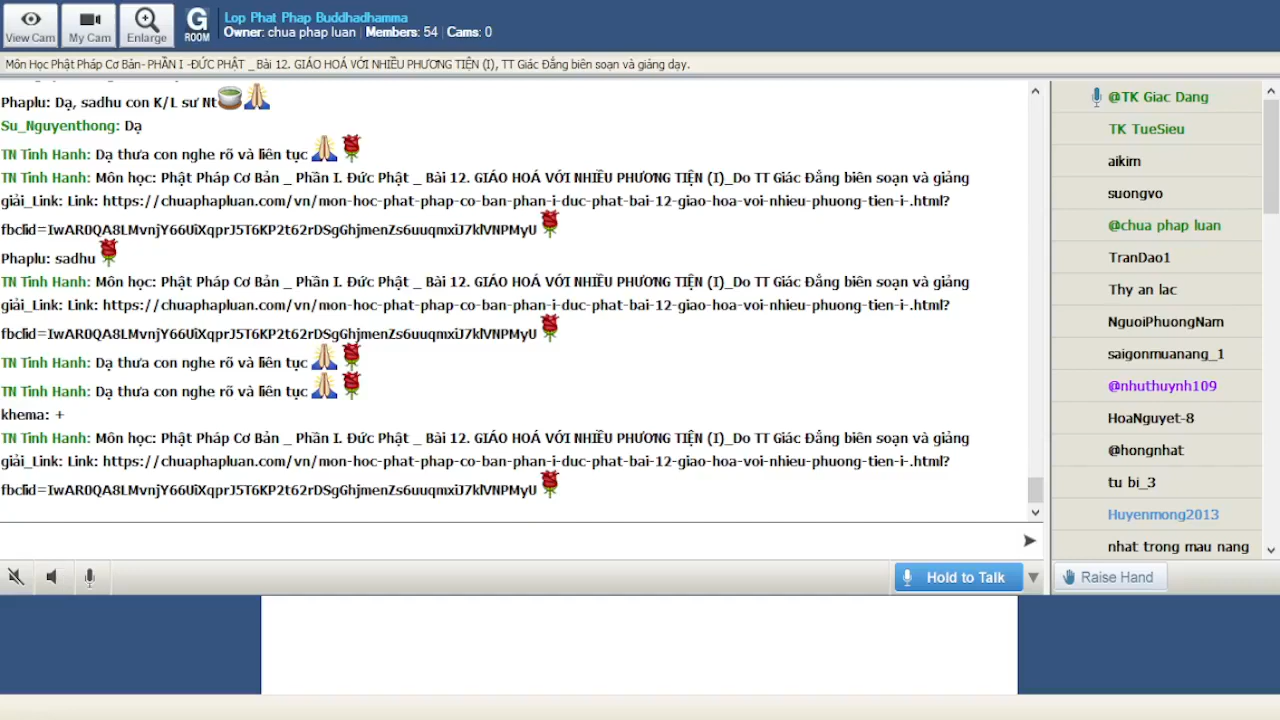 View Cam
My Cam
Enlarge
G
ROOM
Lop Phat Phap Buddhadhamma
Owner: chua phap luan | Members: 54 | Cams: 0
Môn Học Phật Pháp Cơ Bản- PHẦN I -ĐỨC PHẬT _ Bài 12. GIÁO HOÁ VỚI NHIỀU PHƯƠNG TIỆN (I), TT Giác Đẳng biên soạn và giảng dạy.
Phaplu: Dạ, sadhu con K/L sư Nt
Su_Nguyenthong: Dạ
TN Tinh Hanh: Dạ thưa con nghe rõ và liên tục
TN Tinh Hanh: Môn học: Phật Pháp Cơ Bản _ Phần I. Đức Phật _ Bài 12. GIÁO HOÁ VỚI NHIỀU PHƯƠNG TIỆN (I)_Do TT Giác Đẳng biên soạn và giảng
giải_Link: Link: https://chuaphapluan.com/vn/mon-hoc-phat-phap-co-ban-phan-i-duc-phat-bai-12-giao-hoa-voi-nhieu-phuong-tien-i-.html?
fbclid=IwAR0QA8LMvnjY66UiXqprJ5T6KP2t62rDSgGhjmenZs6uuqmxiJ7klVNPMyU
Phaplu: sadhu
TN Tinh Hanh: Môn học: Phật Pháp Cơ Bản _ Phần I. Đức Phật _ Bài 12. GIÁO HOÁ VỚI NHIỀU PHƯƠNG TIỆN (I)_Do TT Giác Đẳng biên soạn và giảng
giải_Link: Link: https://chuaphapluan.com/vn/mon-hoc-phat-phap-co-ban-phan-i-duc-phat-bai-12-giao-hoa-voi-nhieu-phuong-tien-i-.html?
fbclid=IwAR0QA8LMvnjY66UiXqprJ5T6KP2t62rDSgGhjmenZs6uuqmxiJ7klVNPMyU
TN Tinh Hanh: Dạ thưa con nghe rõ và liên tục
TN Tinh Hanh: Dạ thưa con nghe rõ và liên tục
khema: +
TN Tinh Hanh: Môn học: Phật Pháp Cơ Bản _ Phần I. Đức Phật _ Bài 12. GIÁO HOÁ VỚI NHIỀU PHƯƠNG TIỆN (I)_Do TT Giác Đẳng biên soạn và giảng
giải_Link: Link: https://chuaphapluan.com/vn/mon-hoc-phat-phap-co-ban-phan-i-duc-phat-bai-12-giao-hoa-voi-nhieu-phuong-tien-i-.html?
fbclid=IwAR0QA8LMvnjY66UiXqprJ5T6KP2t62rDSgGhjmenZs6uuqmxiJ7klVNPMyU
@TK Giac Dang
TK TueSieu
aikim
suongvo
@chua phap luan
TranDao1
Thy an lac
NguoiPhuongNam
saigonmuanang_1
@nhuthuynh109
HoaNguyet-8
@hongnhat
tu bi_3
Huyenmong2013
nhat trong mau nang
Hold to Talk
Raise Hand